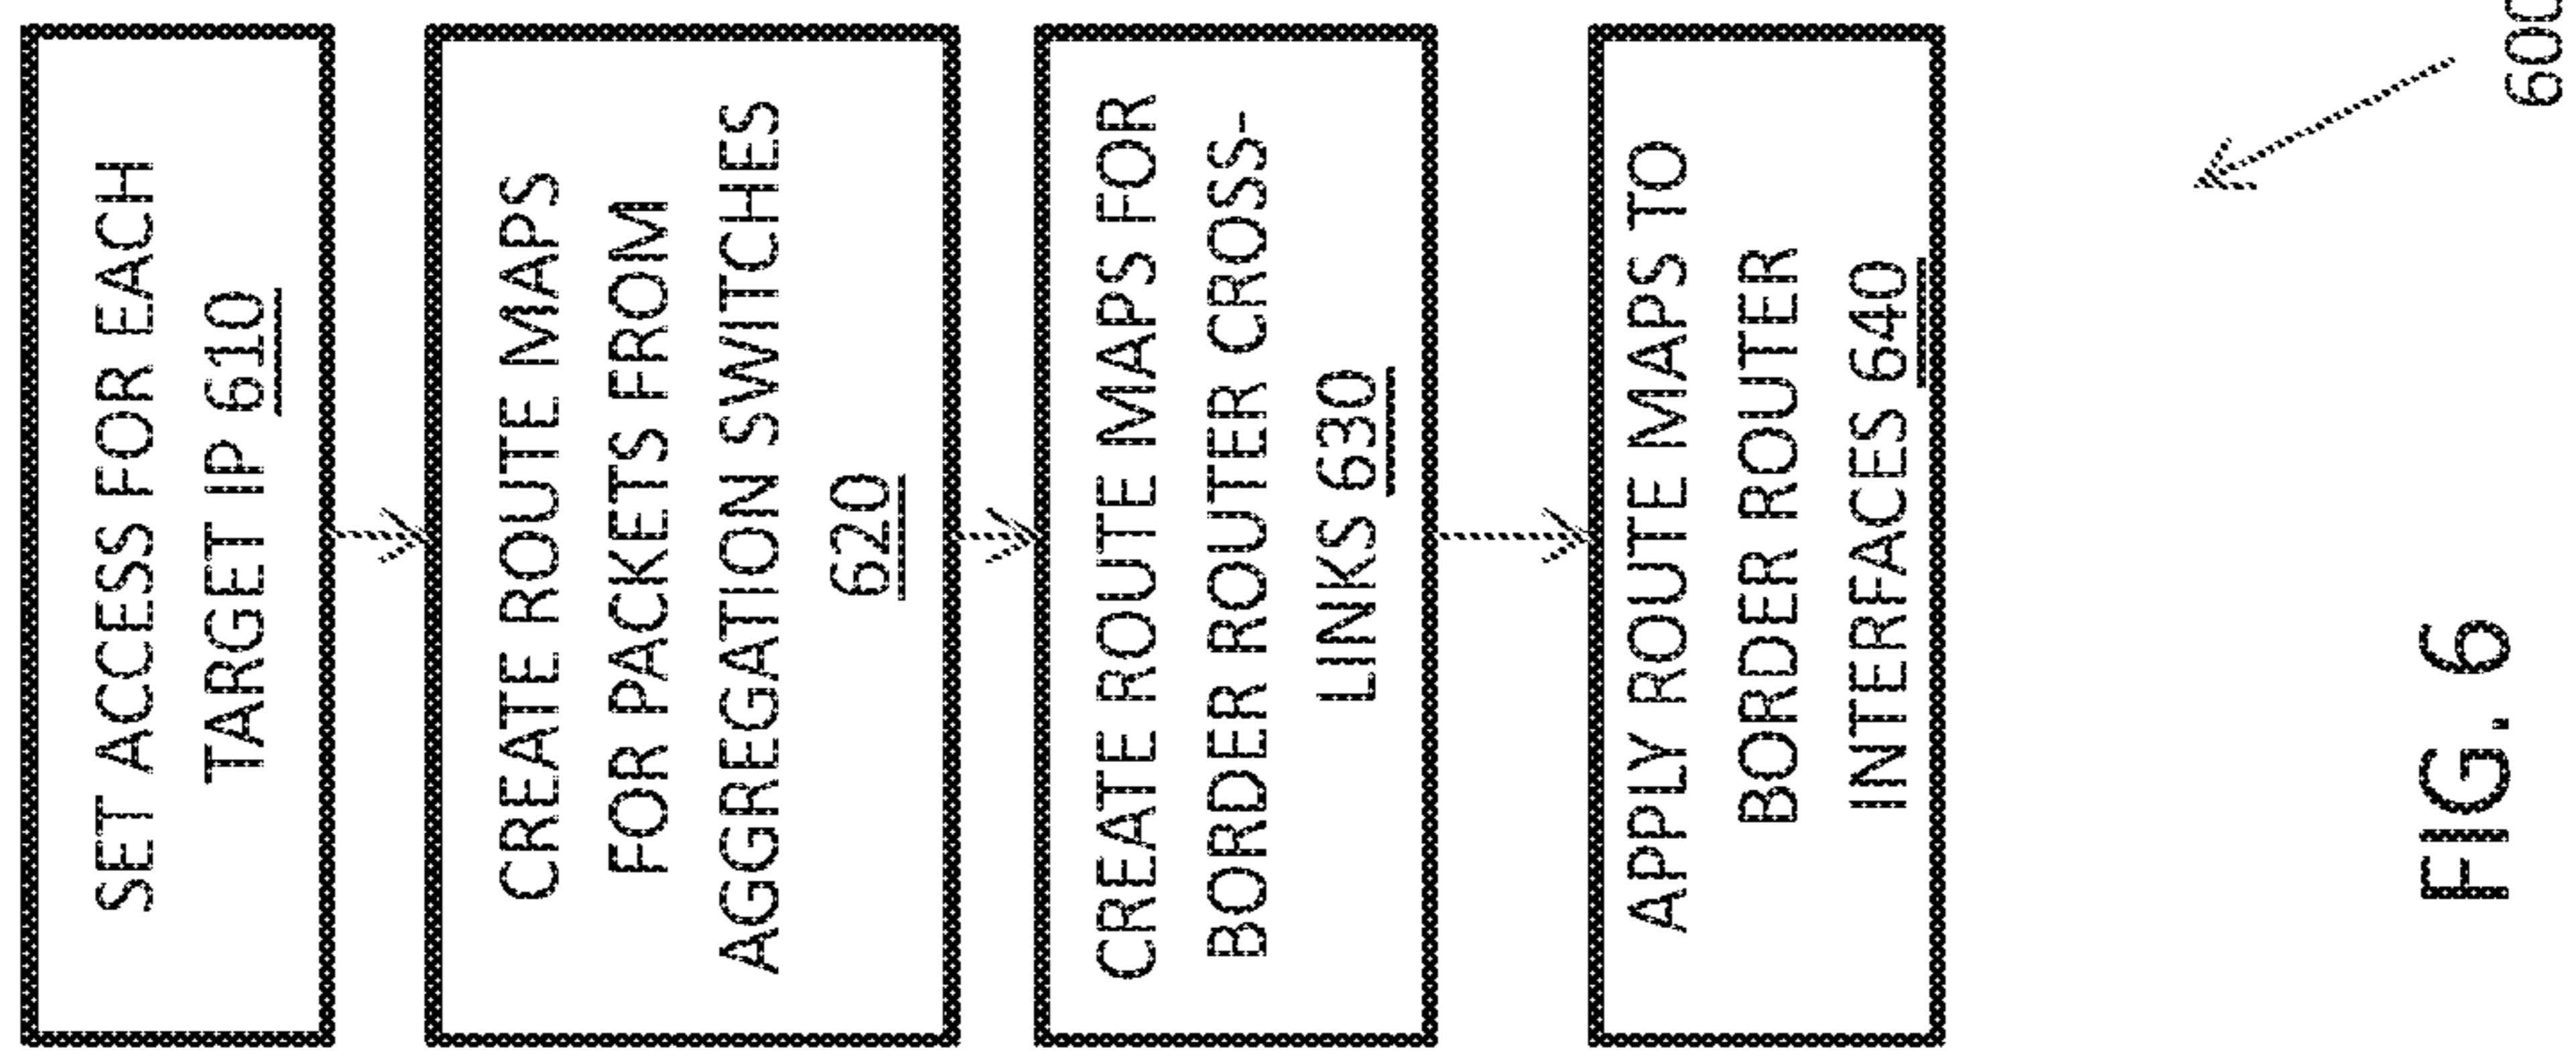 SET ACCESS FOR EACH
TARGET IP 610
CREATE ROUTE MAPS
FOR PACKETS FROM
AGGREGATION SWITCHES
620
CREATE ROUTE MAPS FOR
BORDER ROUTER CROSS-
LINKS 630
APPLY ROUTE MAPS TO
BORDER ROUTER
INTERFACES 640
600
FIG. 6